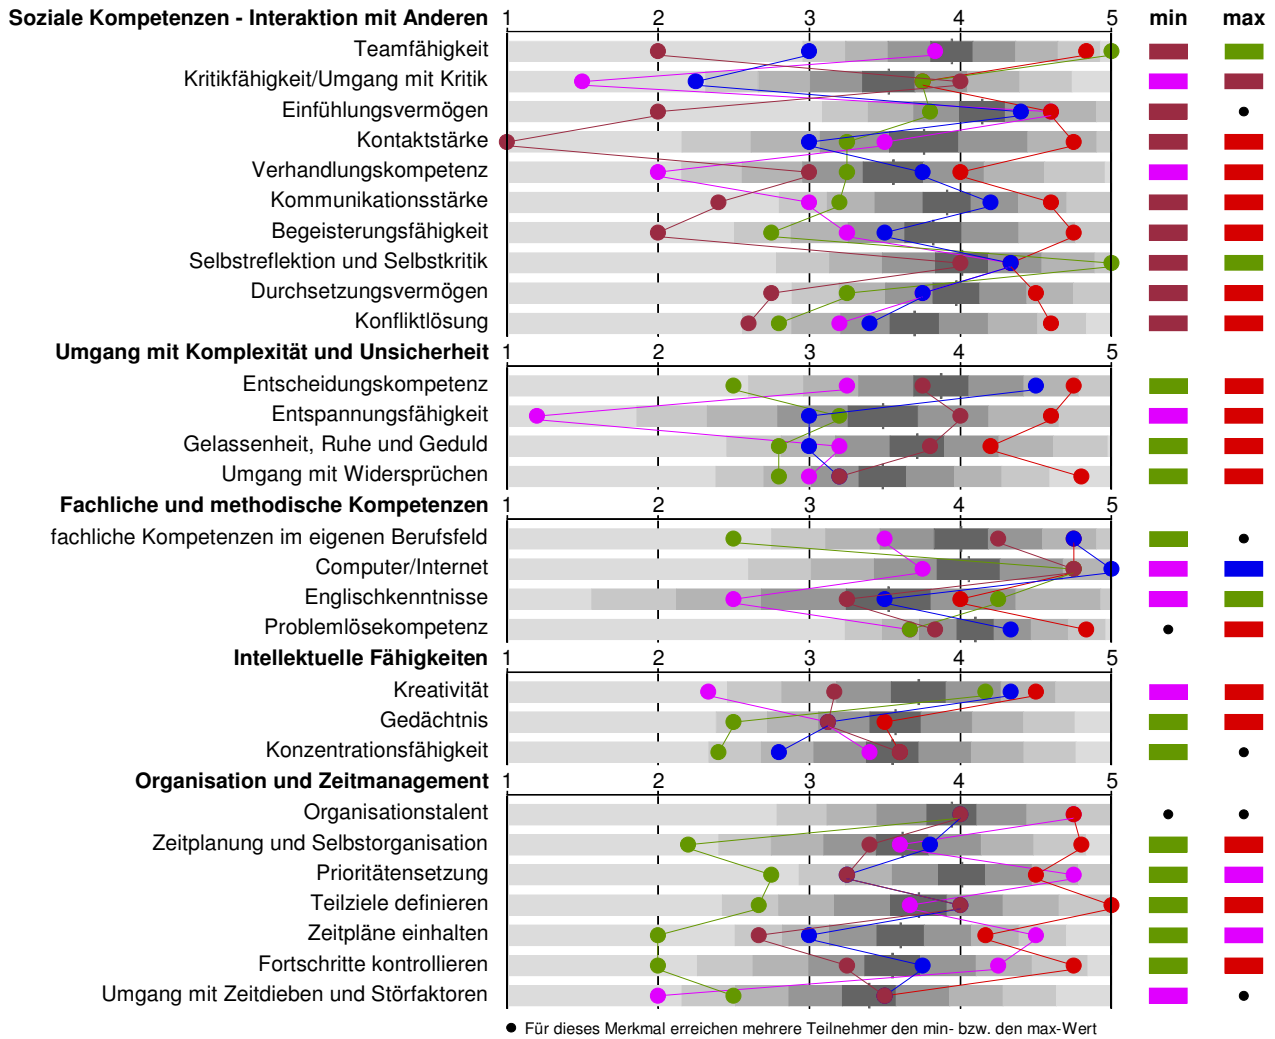 Soziale Kompetenzen - Interaktion mit Anderen 1 2 3 4 5 min max
Teamfähigkeit
Kritikfähigkeit/Umgang mit Kritik
Einfühlungsvermögen
Kontaktstärke
Verhandlungskompetenz
Kommunikationsstärke
Begeisterungsfähigkeit
Selbstreflektion und Selbstkritik
Durchsetzungsvermögen
Konfliktlösung
Umgang mit Komplexität und Unsicherheit 1 2 3 4 5
Entscheidungskompetenz
Entspannungsfähigkeit
Gelassenheit, Ruhe und Geduld
Umgang mit Widersprüchen
Fachliche und methodische Kompetenzen 1 2 3 4 5
fachliche Kompetenzen im eigenen Berufsfeld
Computer/Internet
Englischkenntnisse
Problemlösekompetenz
Intellektuelle Fähigkeiten 1 2 3 4 5
Kreativität
Gedächtnis
Konzentrationsfähigkeit
Organisation und Zeitmanagement 1 2 3 4 5
Organisationstalent
Zeitplanung und Selbstorganisation
Prioritätensetzung
Teilziele definieren
Zeitpläne einhalten
Fortschritte kontrollieren
Umgang mit Zeitdieben und Störfaktoren
Für dieses Merkmal erreichen mehrere Teilnehmer den min- bzw. den max-Wert